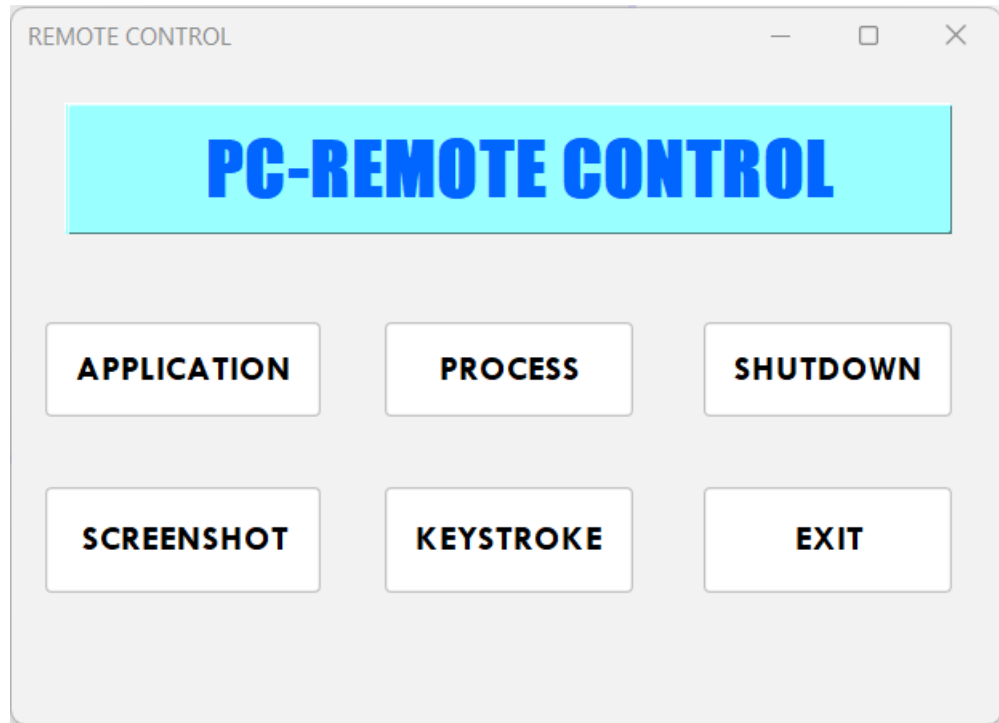 REMOTE CONTROL
PC-REMOTE CONTROL
APPLICATION PROCESS SHUTDOWN
SCREENSHOT KEYSTROKE EXIT